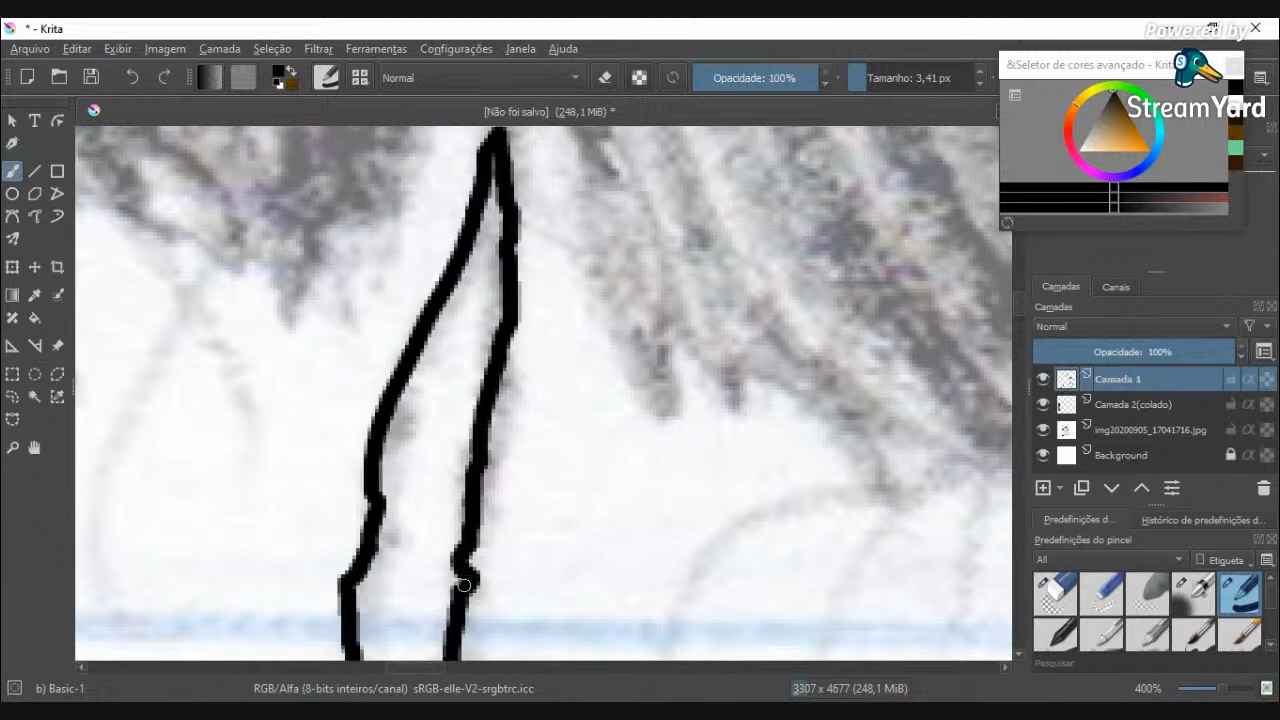 * - Krita
Powered by
Arquivo Editar Exibir Imagem Camada Seleção Filtrar Ferramentas Configurações Janela Ajuda
Normal
Opacidade: 100%
Tamanho: 3,41 px
&Seletor de cores avançado - Krita
StreamYard
[Não foi salvo] (248,1 MiB) *
Camadas Canais
Camadas
Normal
Opacidade: 100%
Camada 1
Camada 2(colado)
img20200905_17041716.jpg
Background
Predefinições d... Histórico de predefinições d...
Predefinições do pincel
All Etiqueta
Pesquisar
b) Basic-1 RGB/Alfa (8-bits inteiros/canal) sRGB-elle-V2-srgbtrc.icc 3307 x 4677 (248,1 MiB) 400%